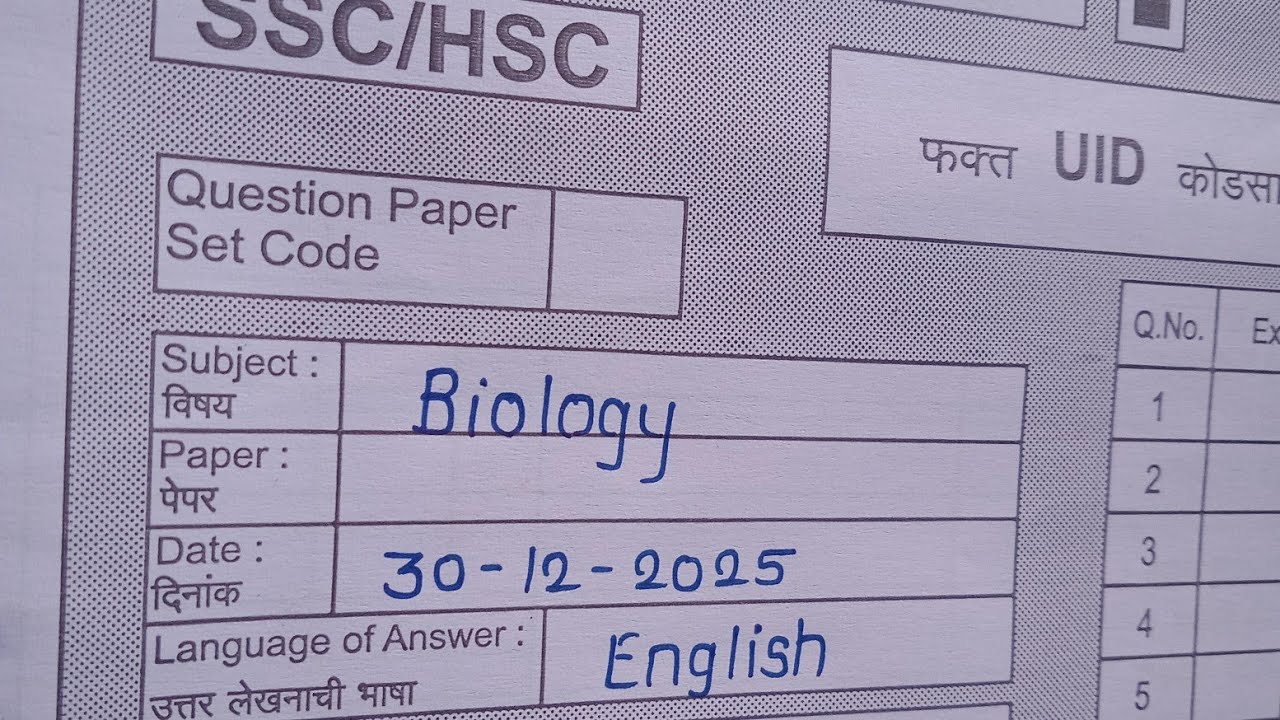 SSC/HSC
फक्त UID
Question Paper
Set Code
Subject :
विषय
Biology
Paper :
पेपर
Date :
दिनांक
30-12-2025
Language of Answer :
उत्तर लेखनाची भाषा
English
Q.No.
1
2
3
4
5